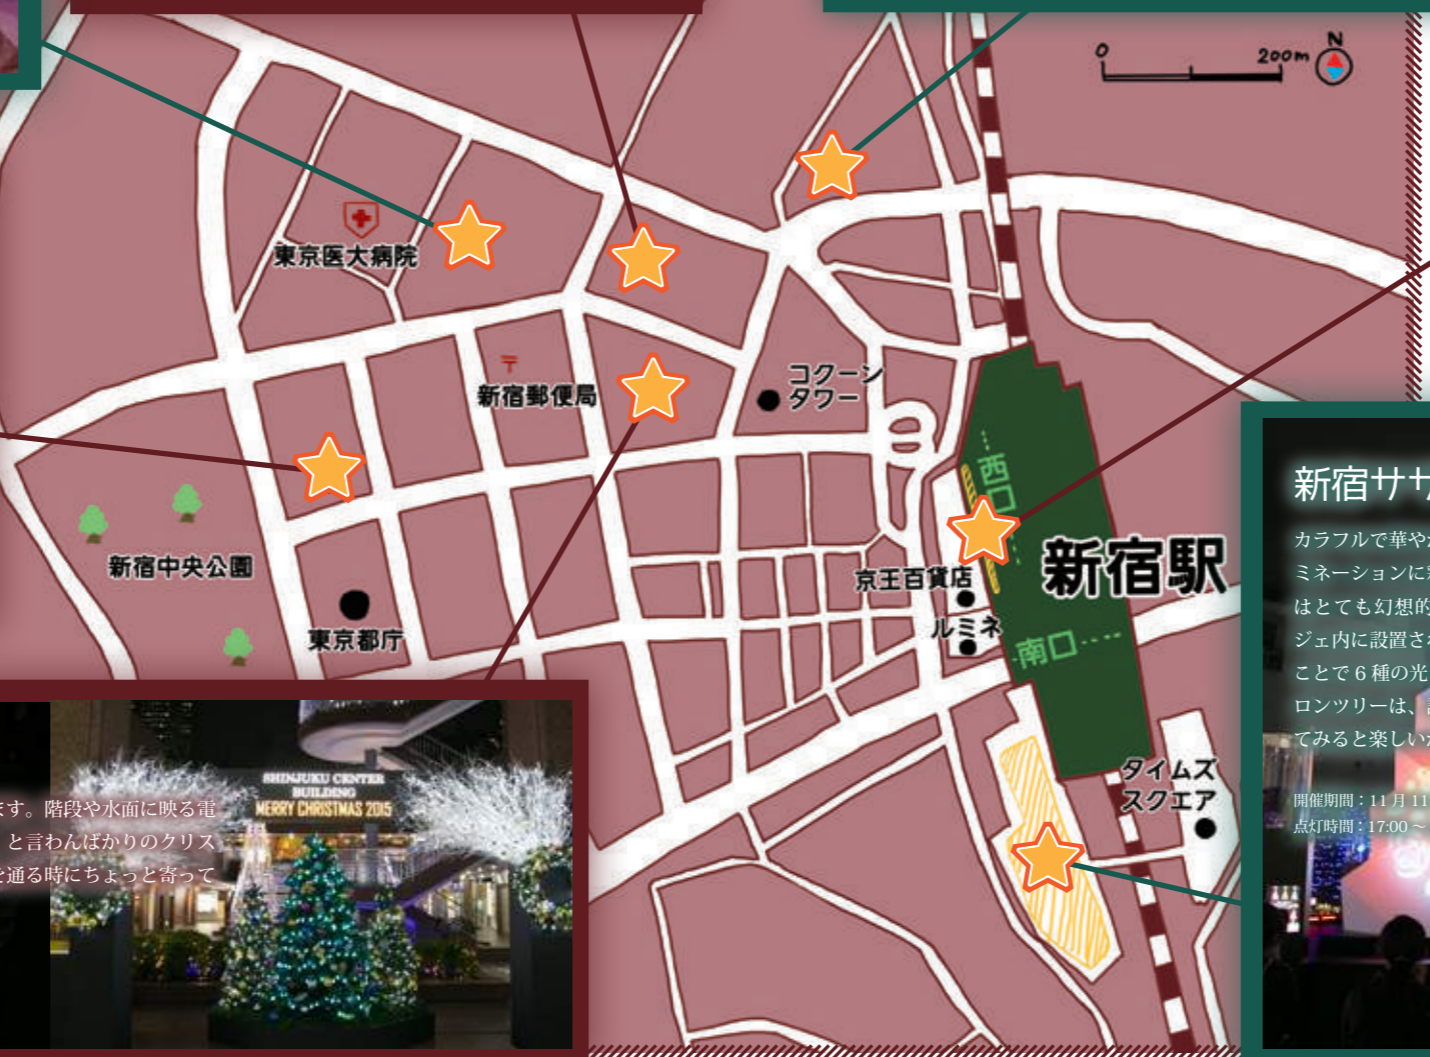 0
200m
N
東京医大病院
〒
新宿郵便局
コクーン
タワー
西口
新宿駅
京王百貨店
ルミネ
南口
新宿中央公園
東京都庁
タイムズ
スクエア
SHINJUKU CENTER
BUILDING
MERRY CHRISTMAS 2015
ます。階段や水面に映る電
と言わんばかりのクリス
を通る時にちょっと寄って
新宿サ
カラフルで華や
ミネーションに
はとても幻想的
ジェ内に設置さ
ことで 6 種の光
ロンツリーは、
てみると楽しい
開催期間：11 月 11
点灯時間：17:00 ～